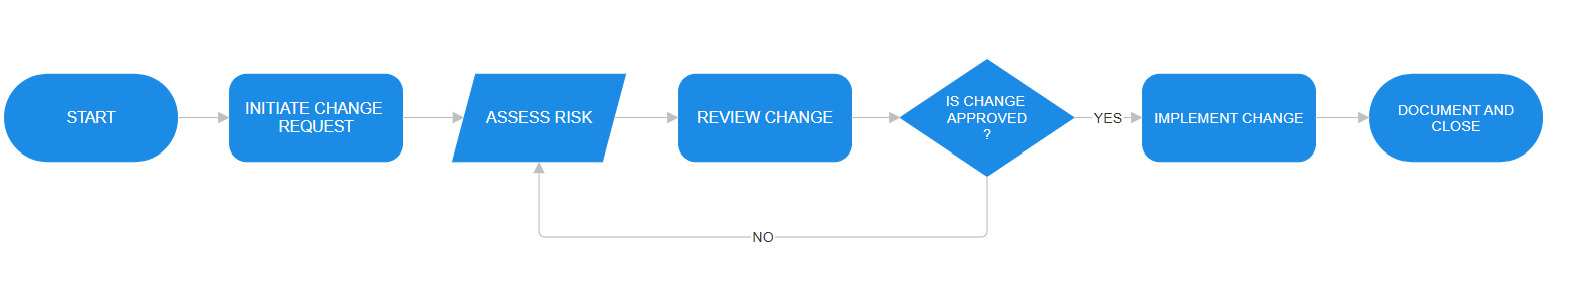 START
INITIATE CHANGE
REQUEST
ASSESS RISK
REVIEW CHANGE
IS CHANGE
APPROVED
?
YES
IMPLEMENT CHANGE
DOCUMENT AND
CLOSE
NO